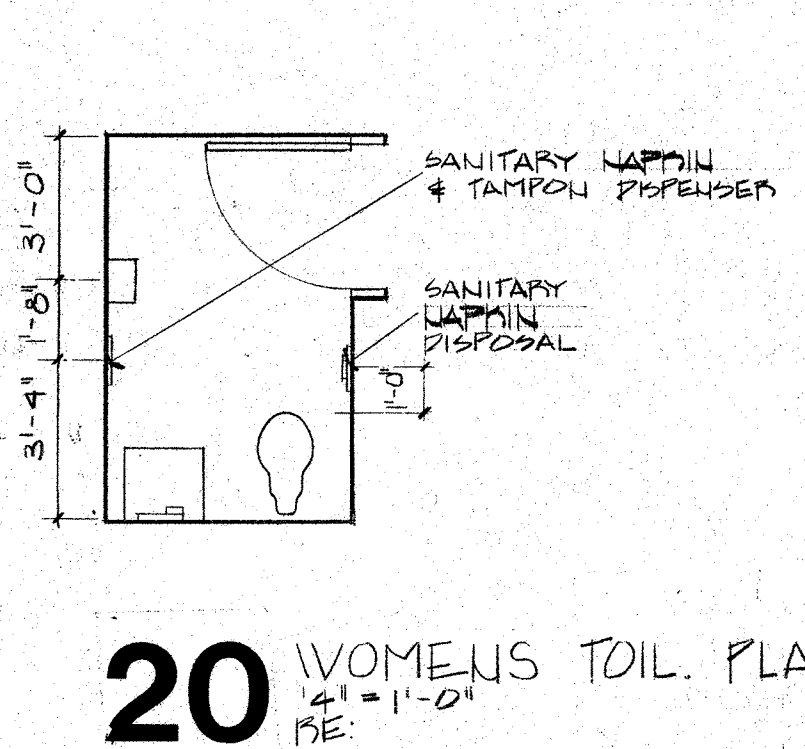 SANITARY NAPKIN
& TAMPON DISPENSER
3'-0"
1'-8"
3'-4"
SANITARY
NAPKIN
DISPOSAL
1'-0"
20
WOMENS TOIL. PLA
1/4" = 1'-0"
RE: